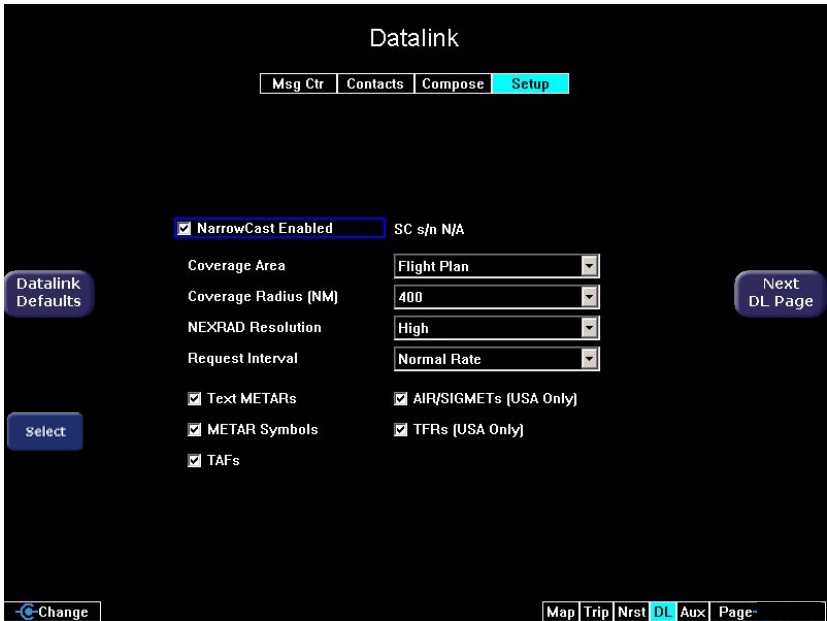 Datalink
Msg Ctr Contacts Compose Setup
NarrowCast Enabled SC s/n N/A
Coverage Area Flight Plan
Datalink Defaults
Coverage Radius (NM) 400
Next DL Page
NEXRAD Resolution High
Request Interval Normal Rate
Text METARs AIR/SIGMETs (USA Only)
Select
METAR Symbols TFRs (USA Only)
TAFs
Change Map Trip Nrst DL Aux Page